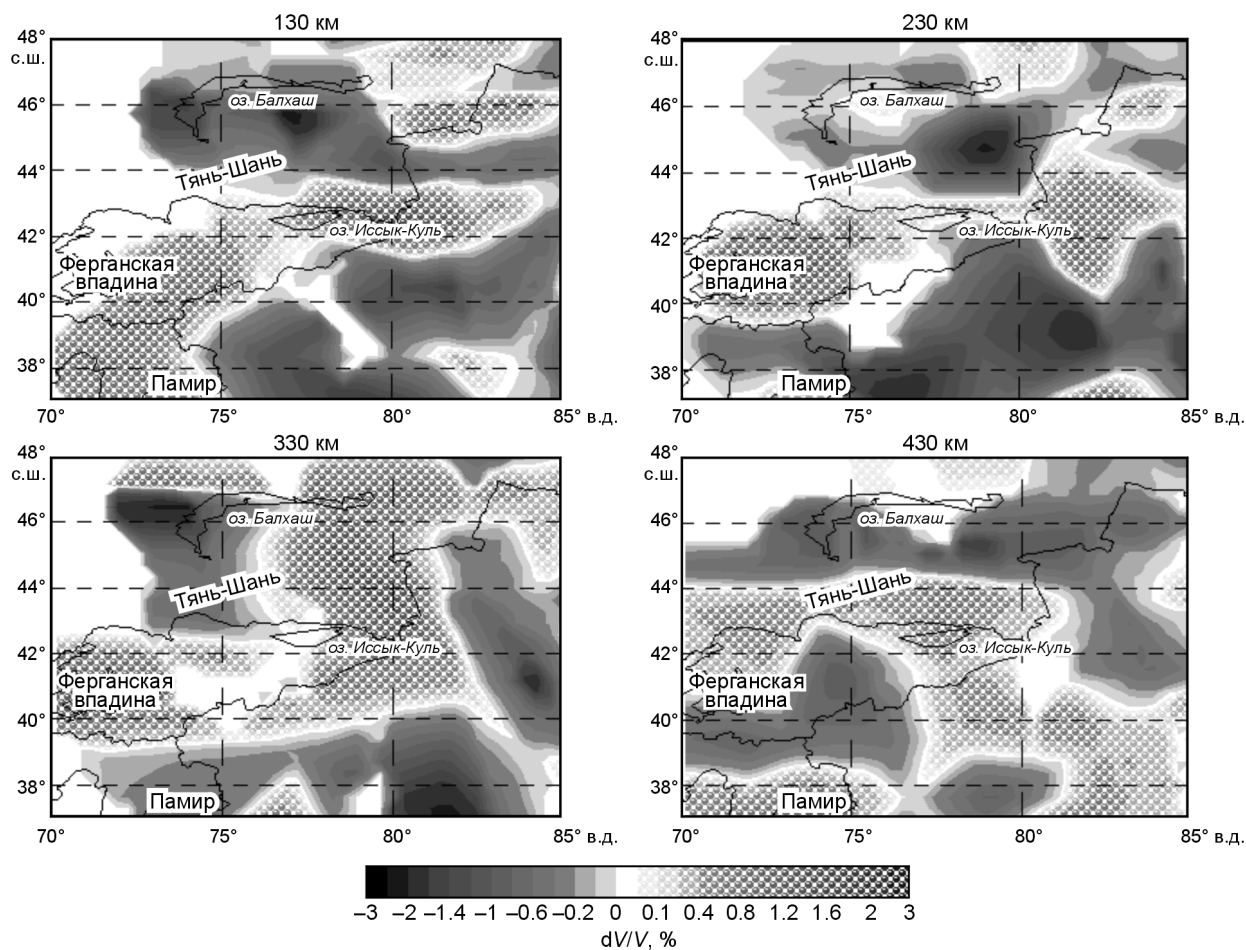 130 км
48°
с.ш.
46°
44°
42°
40°
38°
оз. Балхаш
Тянь-Шань
оз. Иссык-Куль
Ферганская
впадина
Памир
70°
75°
80°
85° в.д.
230 км
48°
с.ш.
46°
44°
42°
40°
38°
оз. Балхаш
Тянь-Шань
оз. Иссык-Куль
Ферганская
впадина
Памир
70°
75°
80°
85° в.д.
330 км
48°
с.ш.
46°
44°
42°
40°
38°
оз. Балхаш
Тянь-Шань
оз. Иссык-Куль
Ферганская
впадина
Памир
70°
75°
80°
85° в.д.
430 км
48°
с.ш.
46°
44°
42°
40°
38°
оз. Балхаш
Тянь-Шань
оз. Иссык-Куль
Ферганская
впадина
Памир
70°
75°
80°
85° в.д.
–3 –2 –1.4 –1 –0.6 –0.2 0 0.1 0.4 0.8 1.2 1.6 2 3
dV/V, %